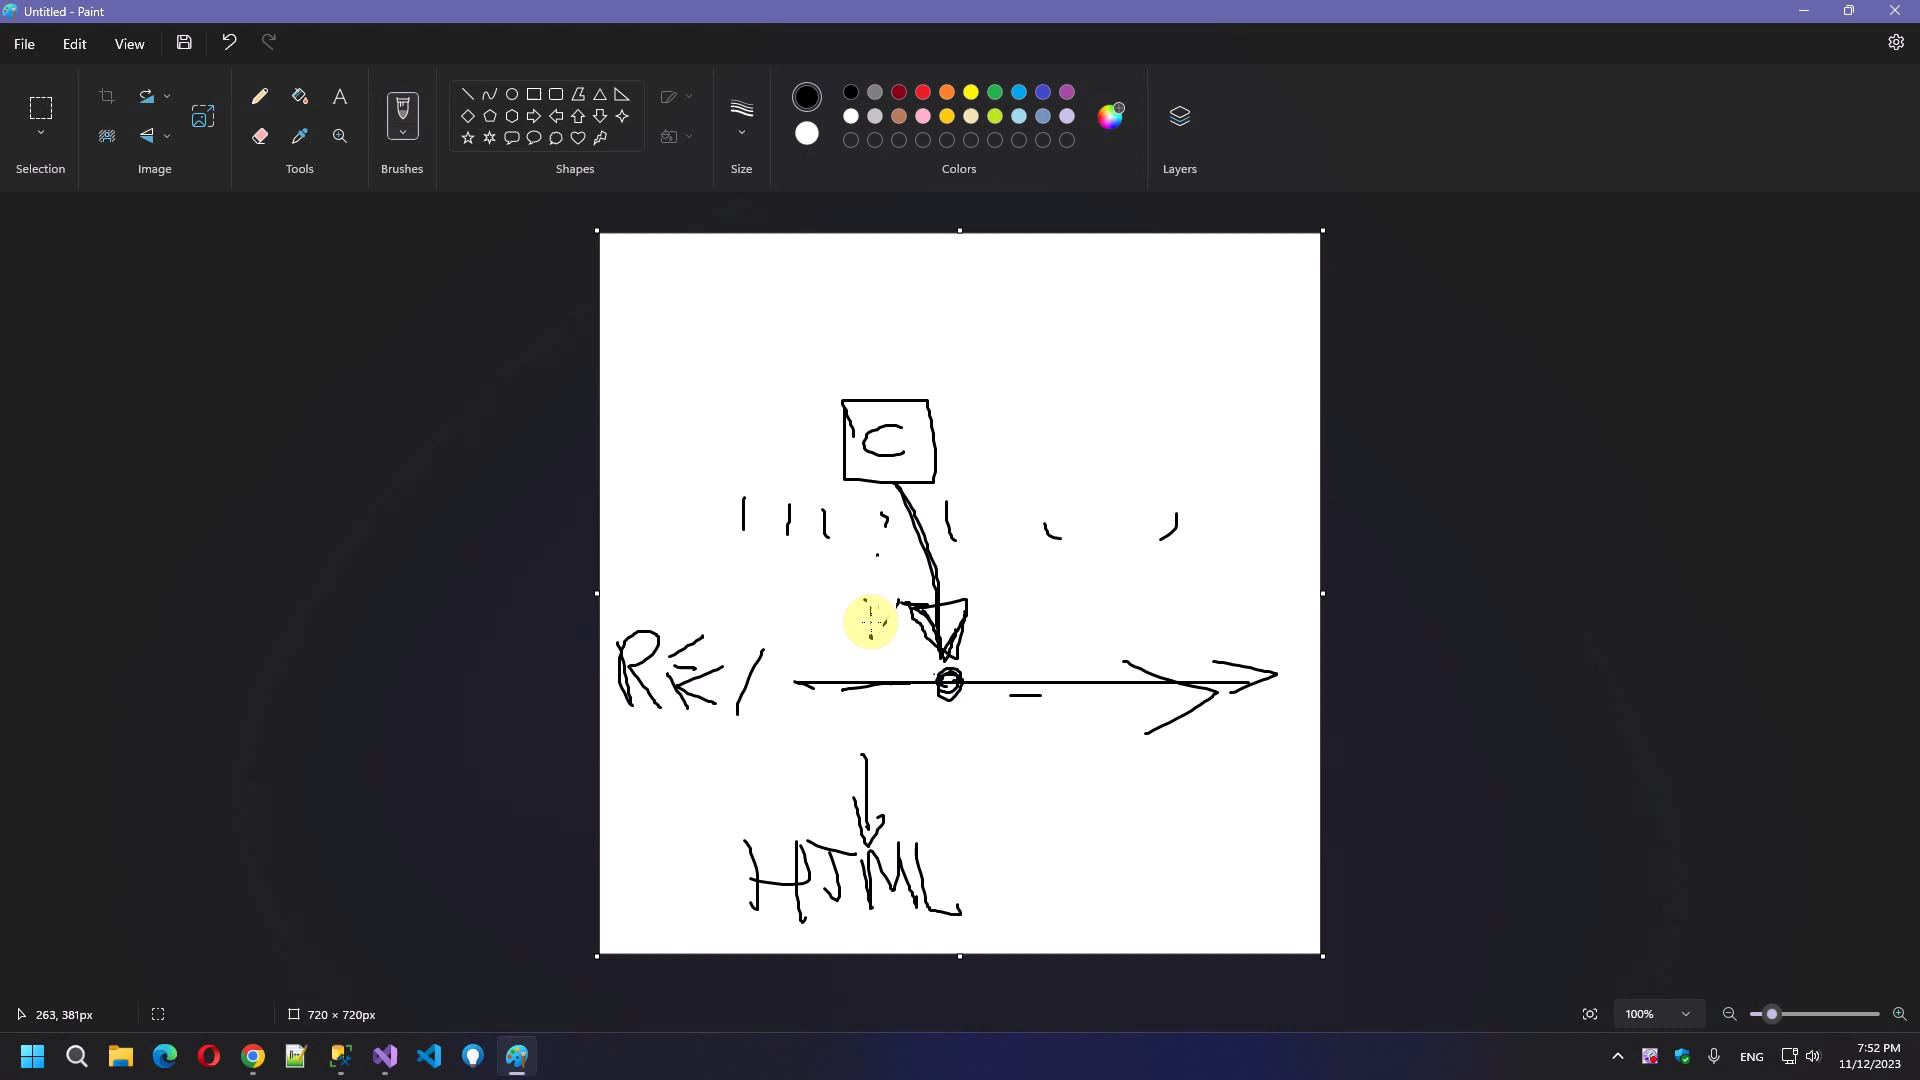 Untitled - Paint
File Edit View
Selection Image Tools Brushes Shapes Size Colors Layers
C
HTML
263, 381px
720 × 720px
100%
ENG
7:52 PM
11/12/2023